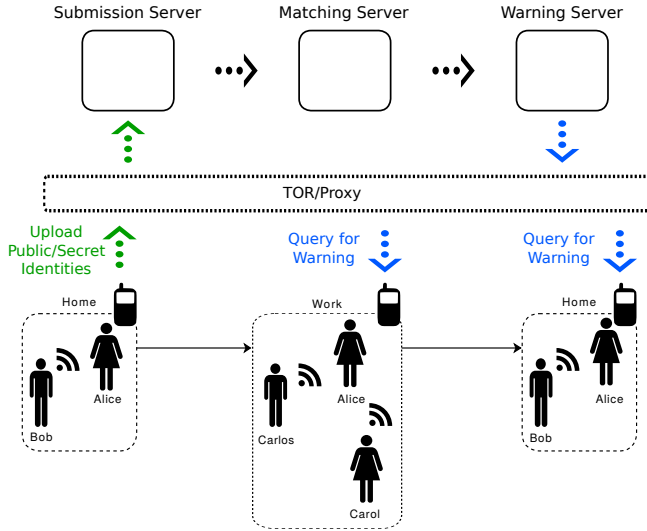 Submission Server
Matching Server
Warning Server
TOR/Proxy
Upload
Public/Secret
Identities
Query for
Warning
Query for
Warning
Home
Work
Home
Alice
Bob
Alice
Carlos
Carol
Alice
Bob